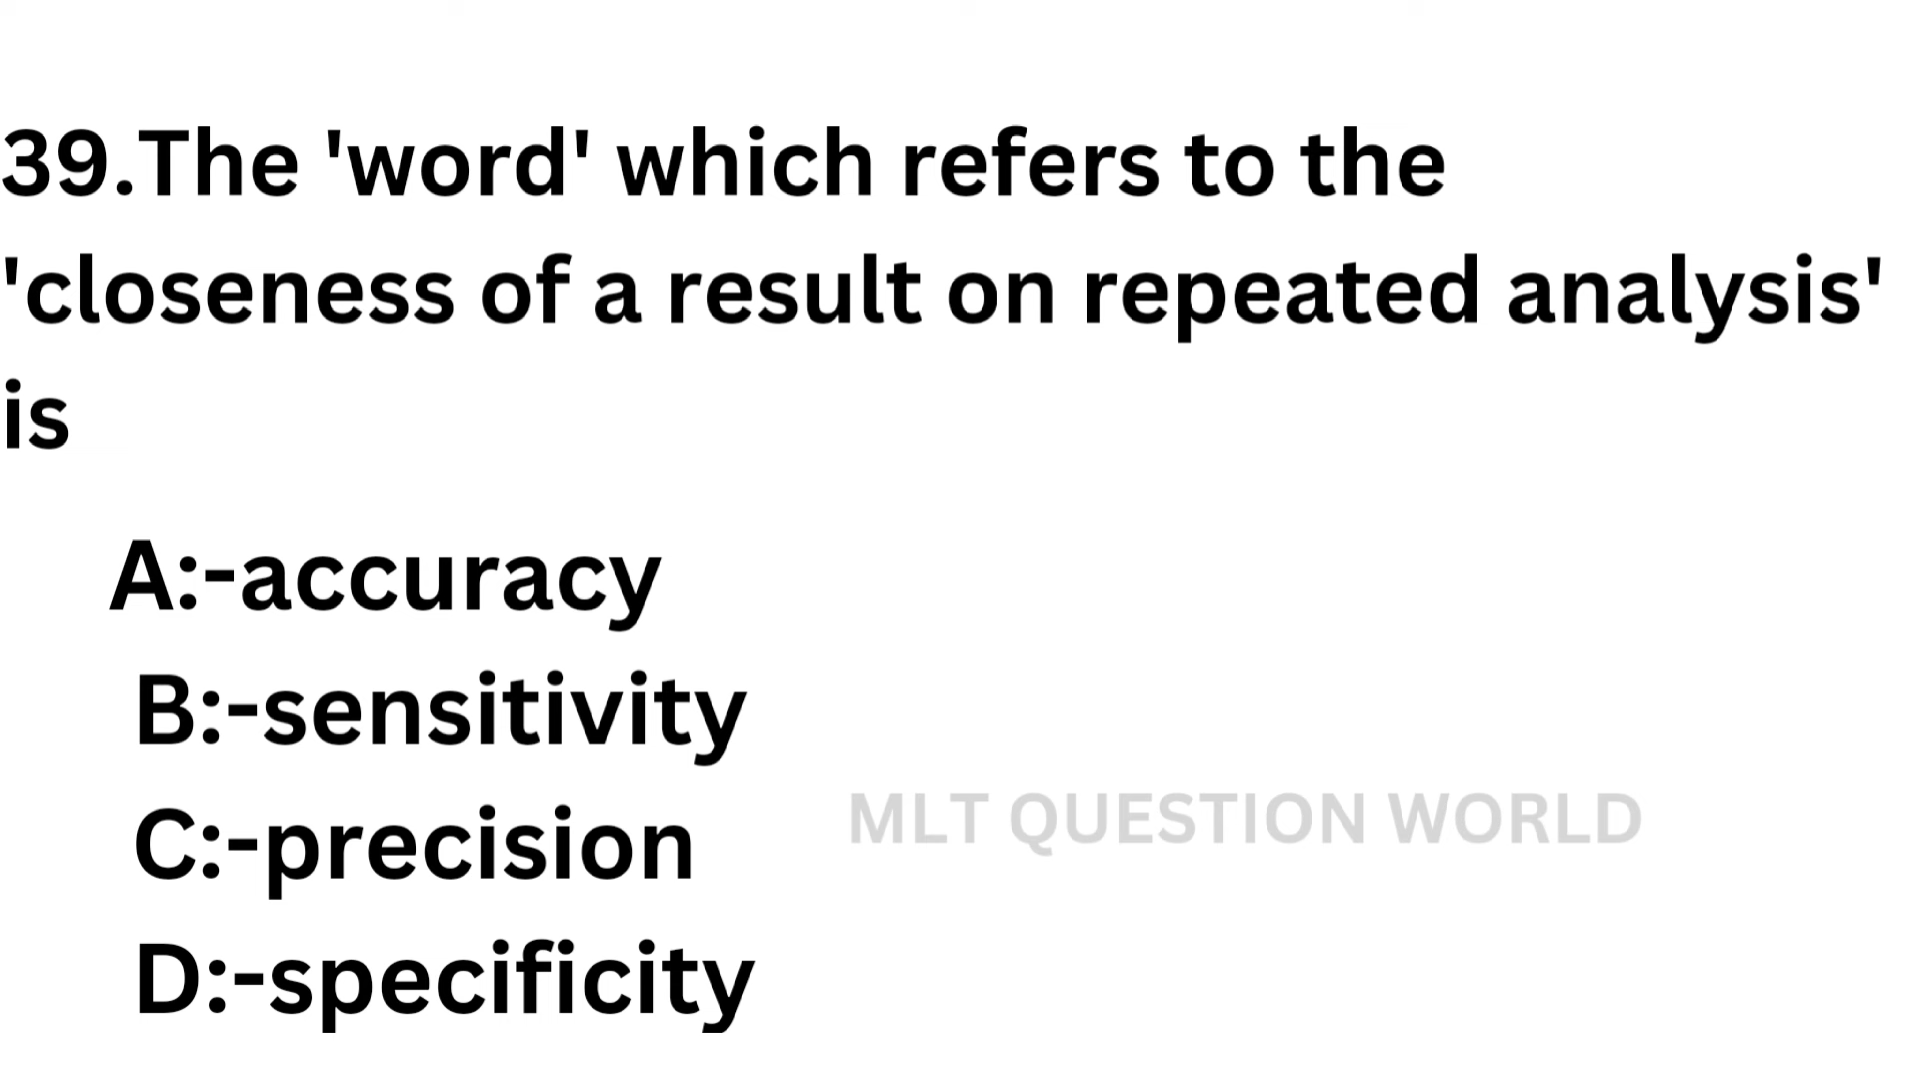 39.The 'word' which refers to the
'closeness of a result on repeated analysis'
is
A:-accuracy
B:-sensitivity
C:-precision
MLT QUESTION WORLD
D:-specificity